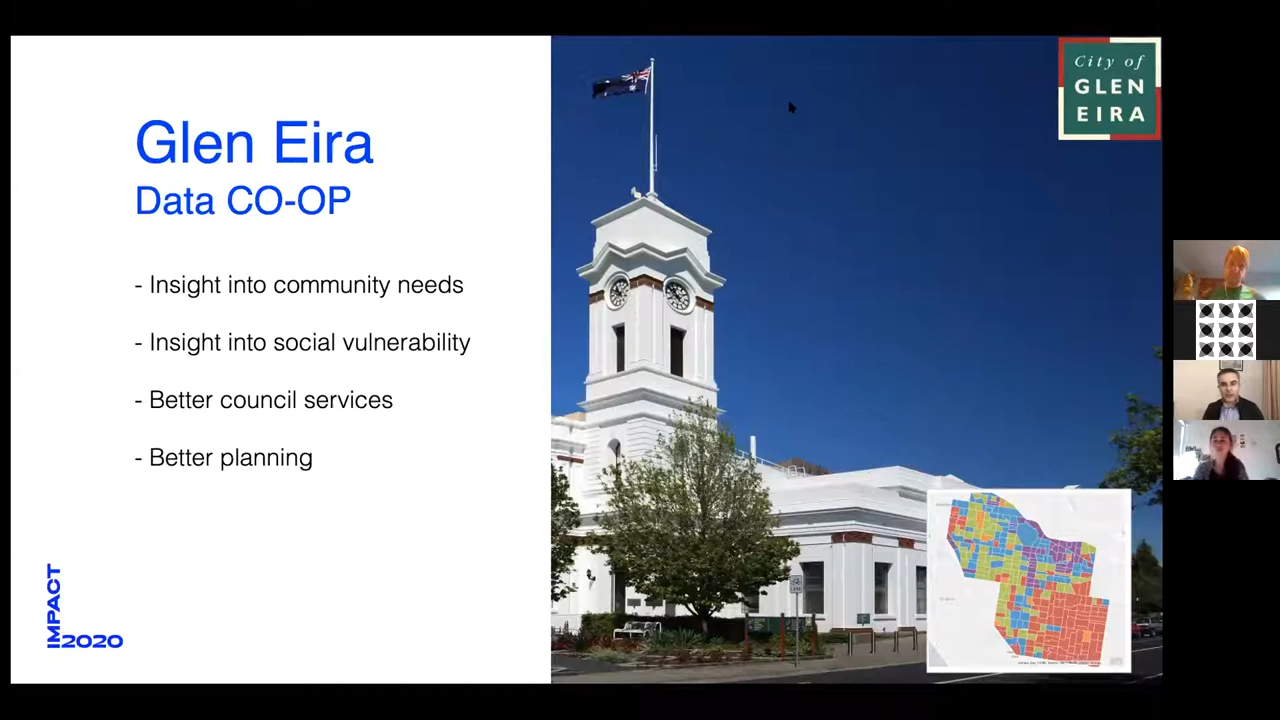 Glen Eira
Data CO-OP
- Insight into community needs
- Insight into social vulnerability
- Better council services
- Better planning
IMPACT
2020
City of
GLEN
EIRA